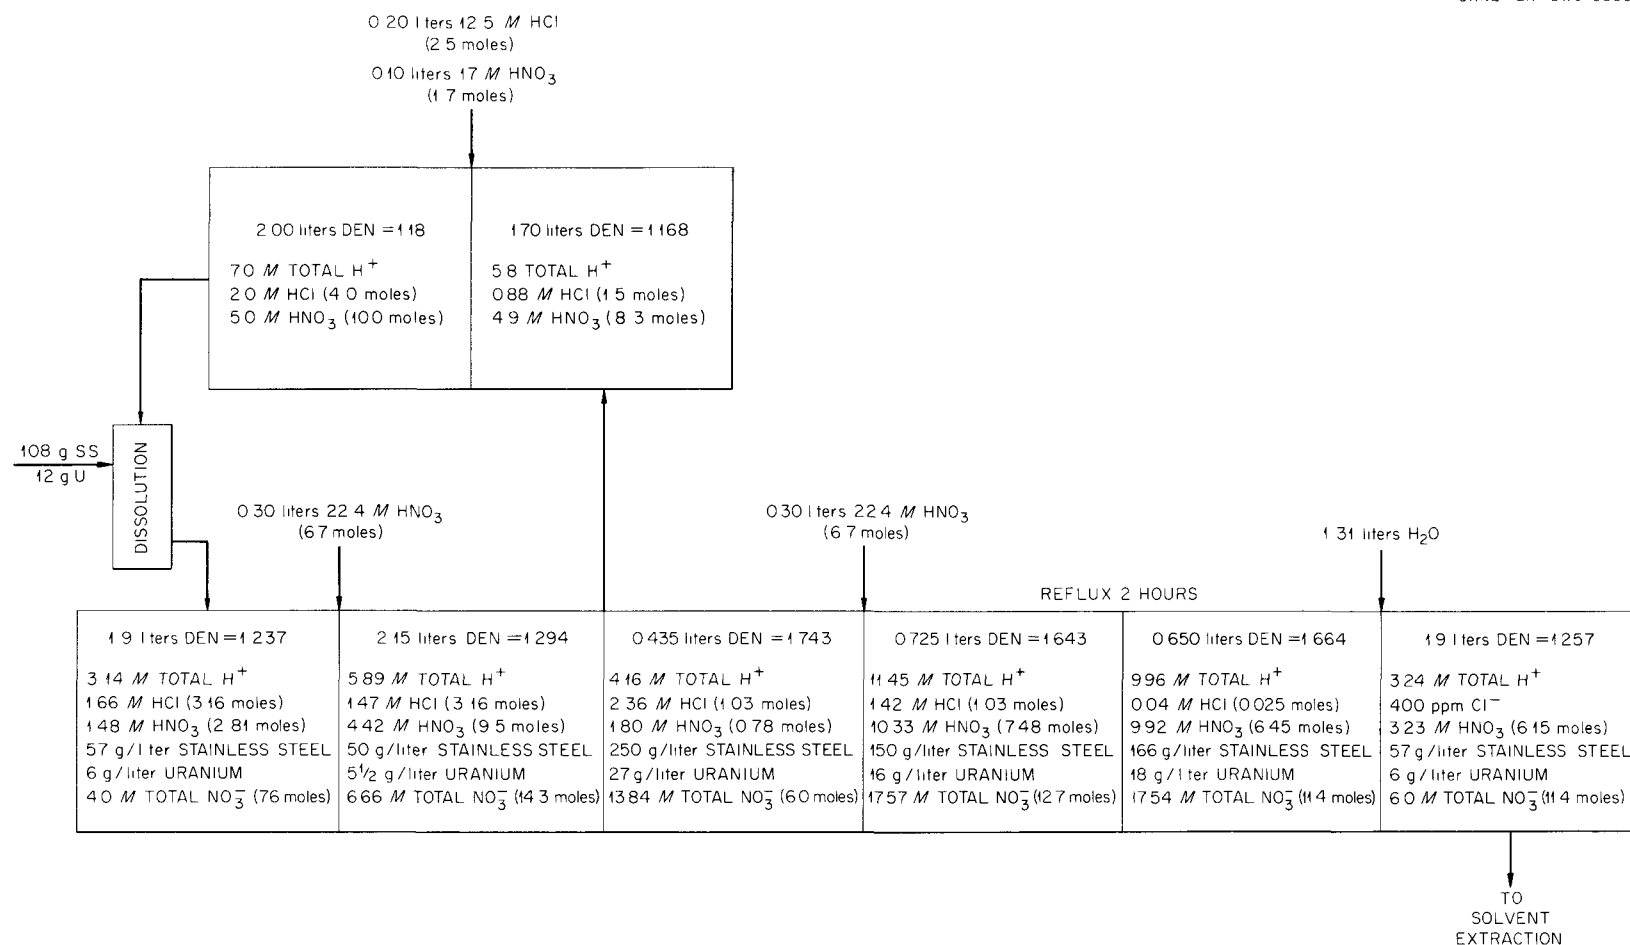 0 20 liters 12 5 M HCl
(2 5 moles)
0 10 liters 17 M HNO3
(1 7 moles)
2 00 liters DEN = 1 18
7 0 M TOTAL H+
2 0 M HCl (4 0 moles)
5 0 M HNO3 (10 0 moles)
1 70 liters DEN = 1 168
5 8 TOTAL H+
0 88 M HCl (1 5 moles)
4 9 M HNO3 (8 3 moles)
108 g SS
12 g U
DISSOLUTION
0 30 liters 22 4 M HNO3
(6 7 moles)
0 30 liters 22 4 M HNO3
(6 7 moles)
1 31 liters H2O
REFLUX 2 HOURS
1 9 liters DEN = 1 237
3 14 M TOTAL H+
1 66 M HCl (3 16 moles)
1 48 M HNO3 (2 81 moles)
57 g/liter STAINLESS STEEL
6 g/liter URANIUM
4 0 M TOTAL NO3- (7 6 moles)
2 15 liters DEN = 1 294
5 89 M TOTAL H+
1 47 M HCl (3 16 moles)
4 42 M HNO3 (9 5 moles)
50 g/liter STAINLESS STEEL
5 1/2 g/liter URANIUM
6 66 M TOTAL NO3- (14 3 moles)
0 435 liters DEN = 1 743
4 16 M TOTAL H+
2 36 M HCl (1 03 moles)
1 80 M HNO3 (0 78 moles)
250 g/liter STAINLESS STEEL
27 g/liter URANIUM
13 84 M TOTAL NO3- (6 0 moles)
0 725 liters DEN = 1 643
11 45 M TOTAL H+
1 42 M HCl (1 03 moles)
10 33 M HNO3 (7 48 moles)
150 g/liter STAINLESS STEEL
16 g/liter URANIUM
17 57 M TOTAL NO3- (12 7 moles)
0 650 liters DEN = 1 664
9 96 M TOTAL H+
0 04 M HCl (0 025 moles)
9 92 M HNO3 (6 45 moles)
166 g/liter STAINLESS STEEL
18 g/liter URANIUM
17 54 M TOTAL NO3- (11 4 moles)
1 9 liters DEN = 1 257
3 24 M TOTAL H+
400 ppm Cl-
3 23 M HNO3 (6 15 moles)
57 g/liter STAINLESS STEEL
6 g/liter URANIUM
6 0 M TOTAL NO3- (11 4 moles)
TO
SOLVENT
EXTRACTION